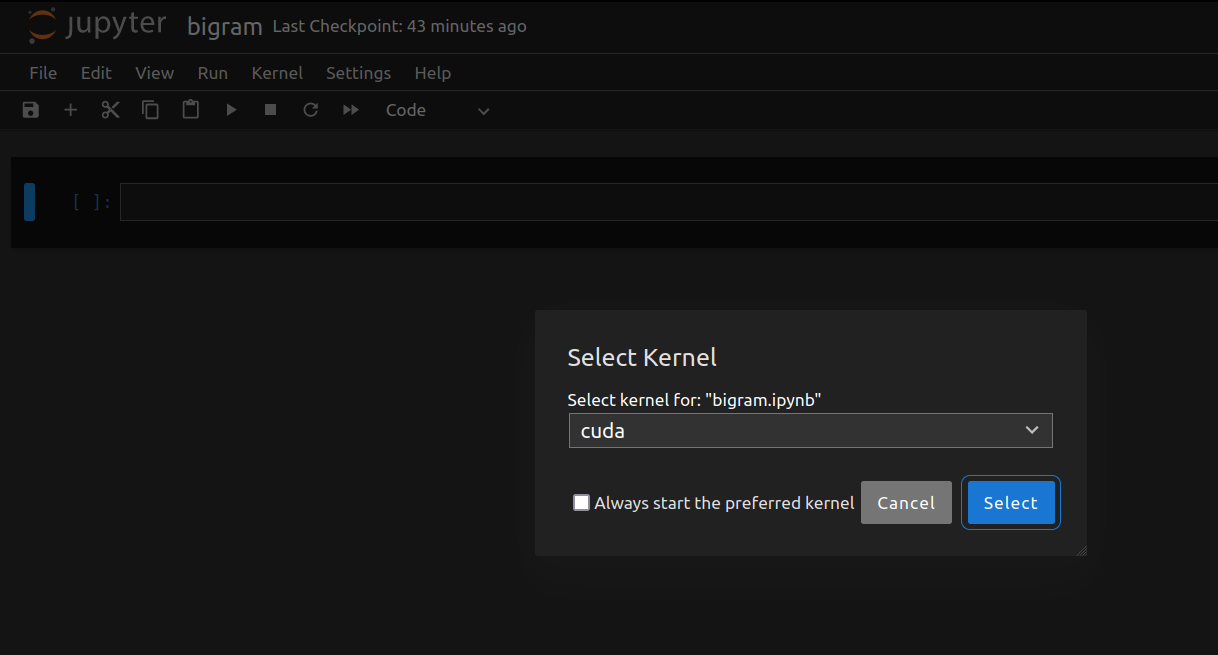 jupyter bigram Last Checkpoint: 43 minutes ago
File Edit View Run Kernel Settings Help
Code
[ ]:
Select Kernel
Select kernel for: "bigram.ipynb"
cuda
Always start the preferred kernel Cancel Select